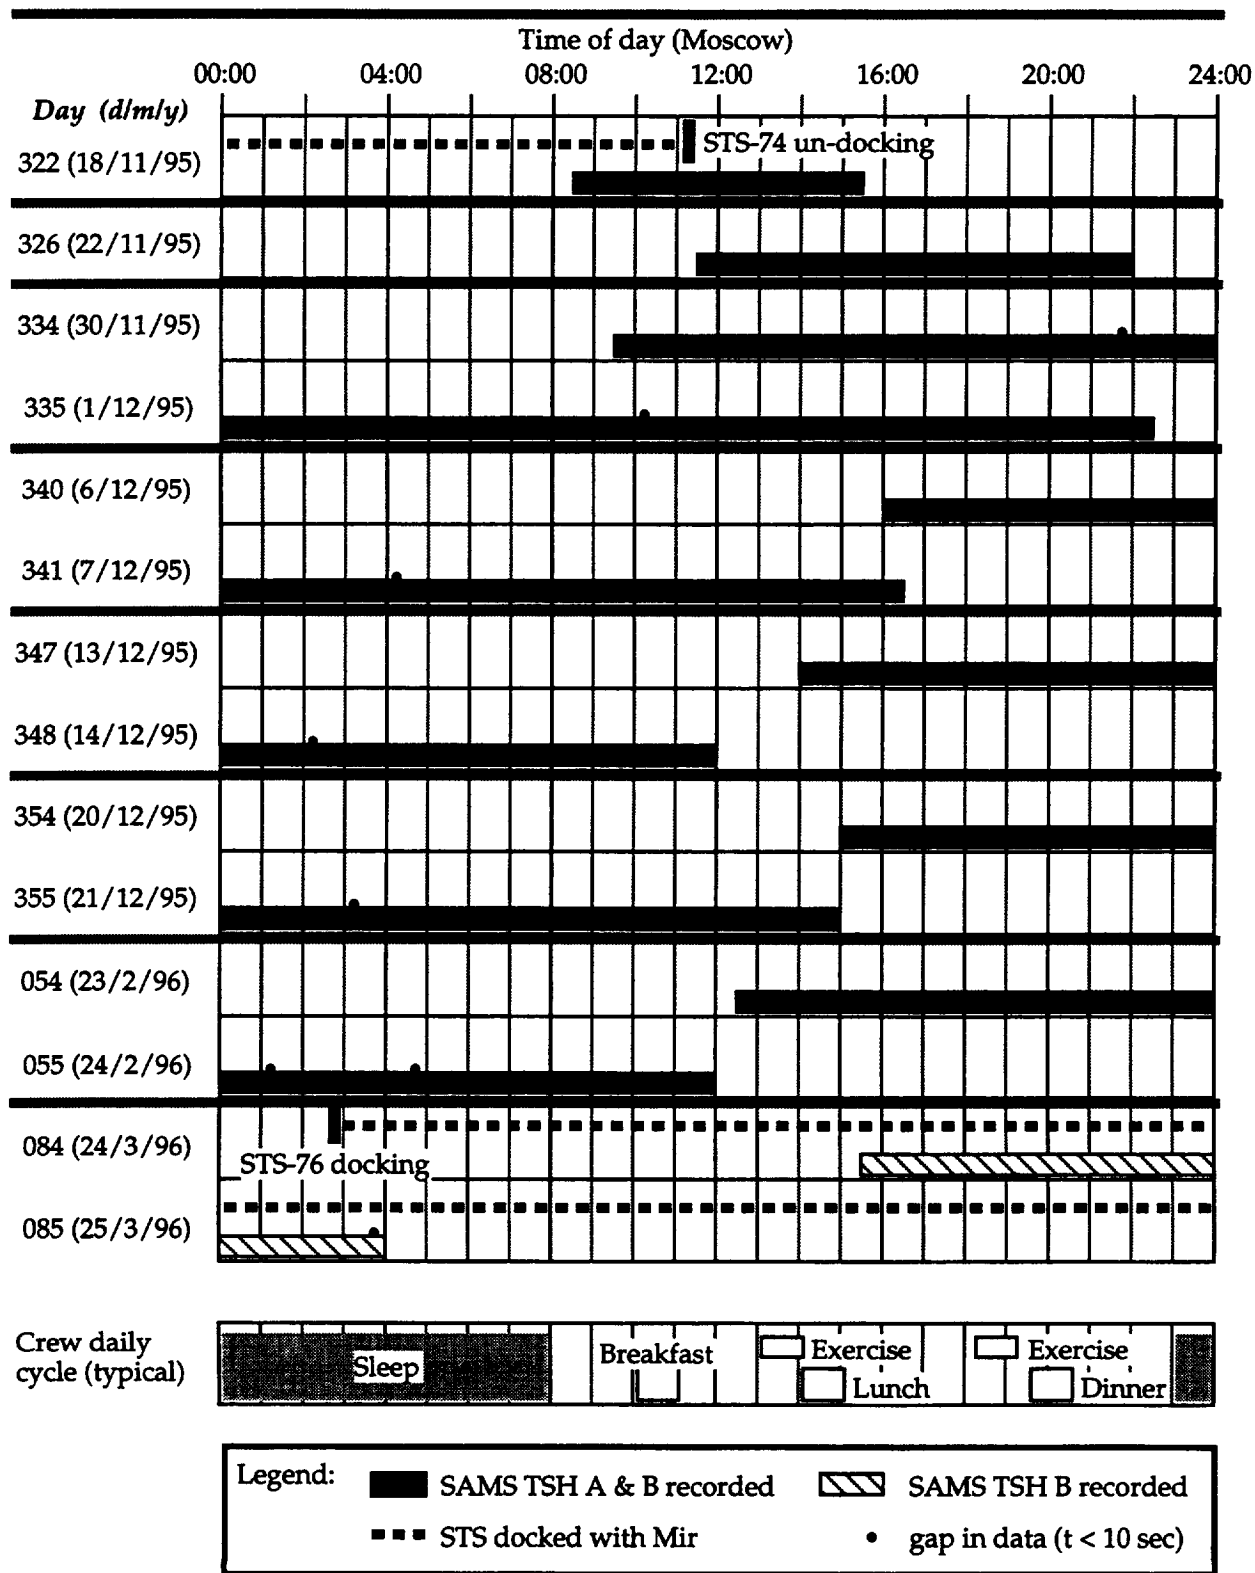 Time of day (Moscow)
00:00 04:00 08:00 12:00 16:00 20:00 24:00
Day (d/m/y)
STS-74 un-docking
322 (18/11/95)
326 (22/11/95)
334 (30/11/95)
335 (1/12/95)
340 (6/12/95)
341 (7/12/95)
347 (13/12/95)
348 (14/12/95)
354 (20/12/95)
355 (21/12/95)
054 (23/2/96)
055 (24/2/96)
084 (24/3/96)
STS-76 docking
085 (25/3/96)
Crew daily
cycle (typical)
Sleep
Breakfast
Exercise
Lunch
Exercise
Dinner
Legend:
SAMS TSH A & B recorded
SAMS TSH B recorded
STS docked with Mir
gap in data (t < 10 sec)